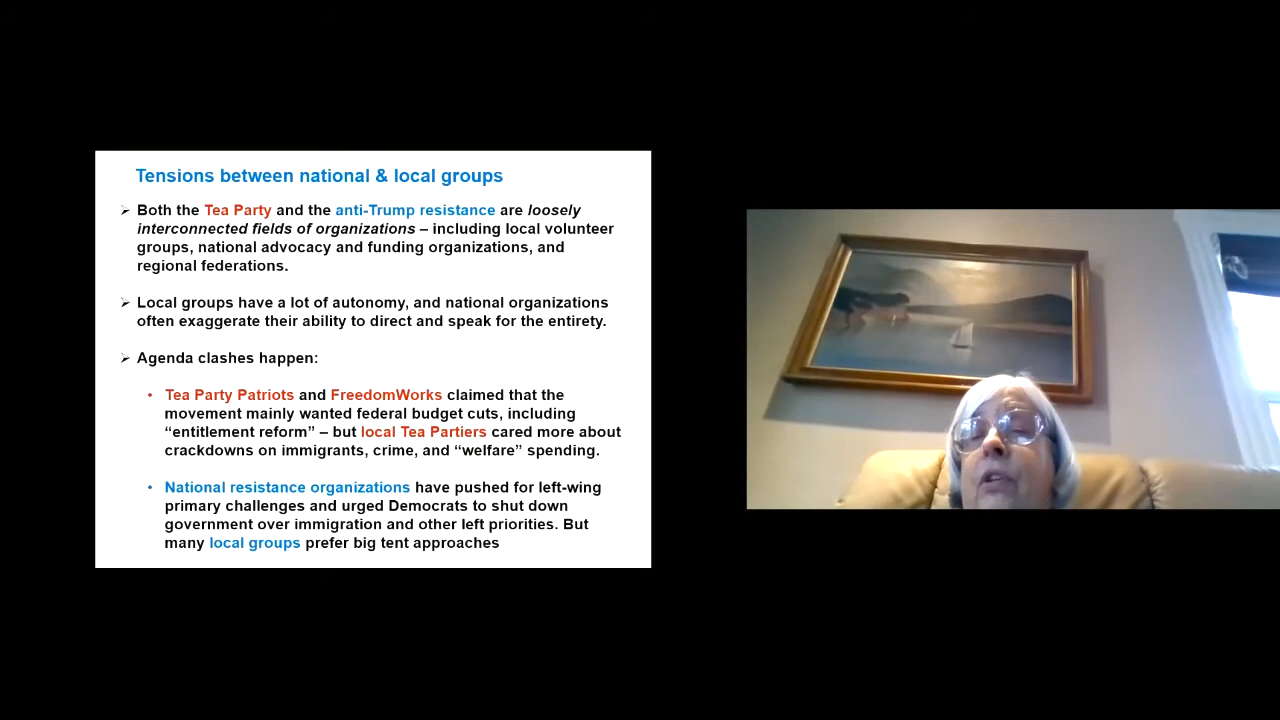 Tensions between national & local groups
➢ Both the Tea Party and the anti-Trump resistance are loosely
interconnected fields of organizations – including local volunteer
groups, national advocacy and funding organizations, and
regional federations.
➢ Local groups have a lot of autonomy, and national organizations
often exaggerate their ability to direct and speak for the entirety.
➢ Agenda clashes happen:
• Tea Party Patriots and FreedomWorks claimed that the
movement mainly wanted federal budget cuts, including
“entitlement reform” – but local Tea Partiers cared more about
crackdowns on immigrants, crime, and “welfare” spending.
• National resistance organizations have pushed for left-wing
primary challenges and urged Democrats to shut down
government over immigration and other left priorities. But
many local groups prefer big tent approaches